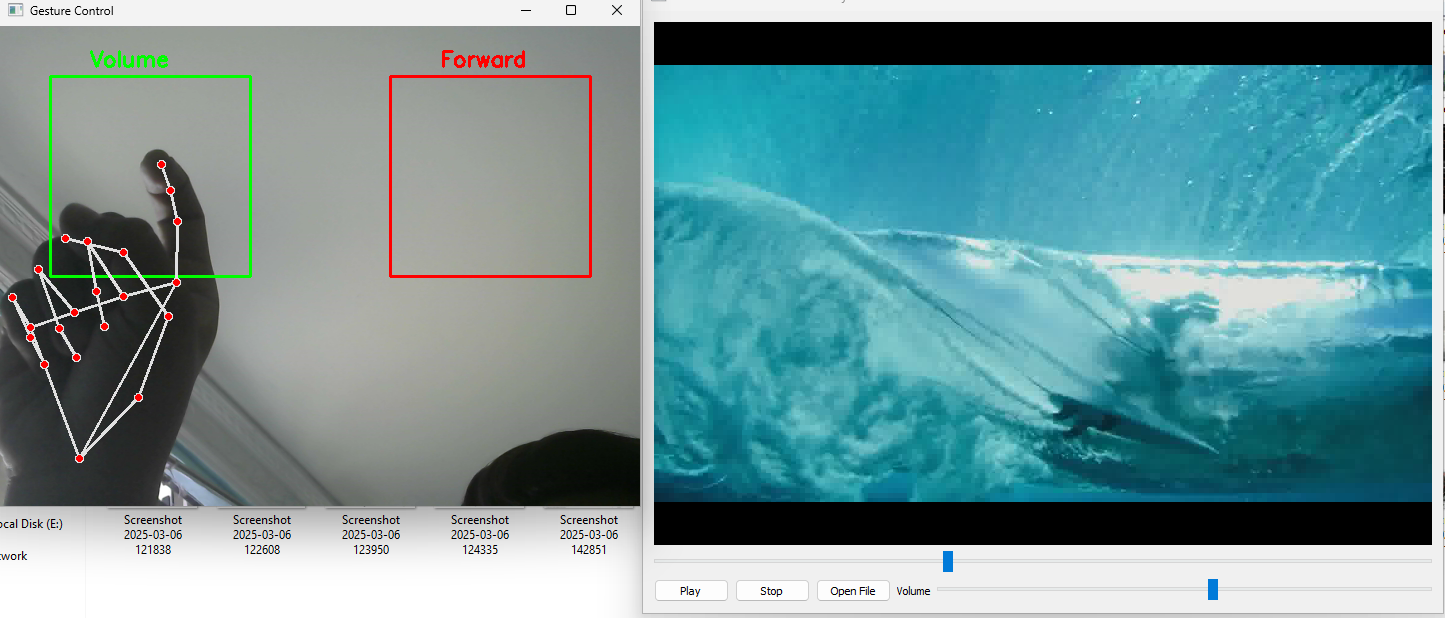 Gesture Control
Volume
Forward
ocal Disk (E:)
twork
Screenshot
2025-03-06
121838
Screenshot
2025-03-06
122608
Screenshot
2025-03-06
123950
Screenshot
2025-03-06
124335
Screenshot
2025-03-06
142851
Play
Stop
Open File
Volume